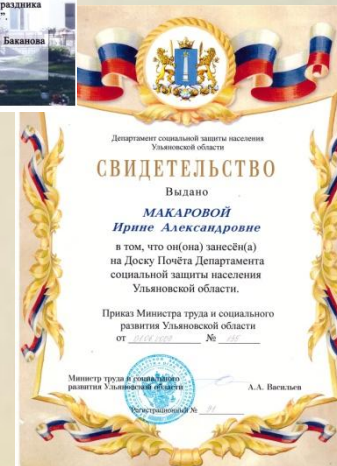 раздника
Баканова
Департамент социальной защиты населения
Ульяновской области
СВИДЕТЕЛЬСТВО
Выдано
МАКАРОВОЙ
Ирине Александровне
в том, что он(она) занесён(а)
на Доску Почёта Департамента
социальной защиты населения
Ульяновской области.
Приказ Министра труда и социального
развития Ульяновской области
от № 
Министр труда и социального
развития Ульяновской области А.А. Васильев
Регистрационный №